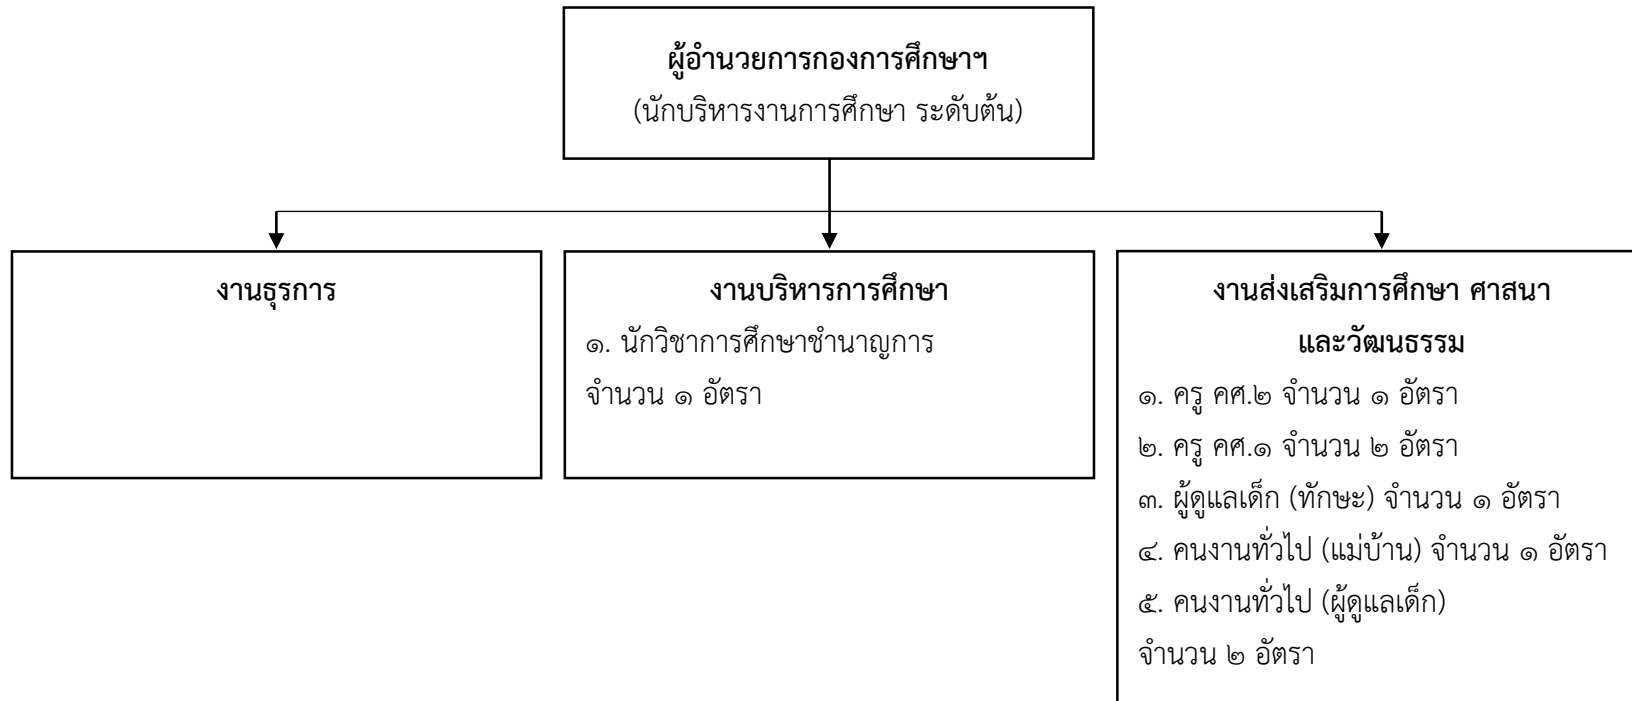 ผู้อำนวยการกองการศึกษาฯ
(นักบริหารงานการศึกษา ระดับต้น)
งานธุรการ
งานบริหารการศึกษา
๑. นักวิชาการศึกษาชำนาญการ
จำนวน ๑ อัตรา
งานส่งเสริมการศึกษา ศาสนา
และวัฒนธรรม
๑. ครู คศ.๒ จำนวน ๑ อัตรา
๒. ครู คศ.๑ จำนวน ๒ อัตรา
๓. ผู้ดูแลเด็ก (ทักษะ) จำนวน ๑ อัตรา
๔. คนงานทั่วไป (แม่บ้าน) จำนวน ๑ อัตรา
๕. คนงานทั่วไป (ผู้ดูแลเด็ก)
จำนวน ๒ อัตรา